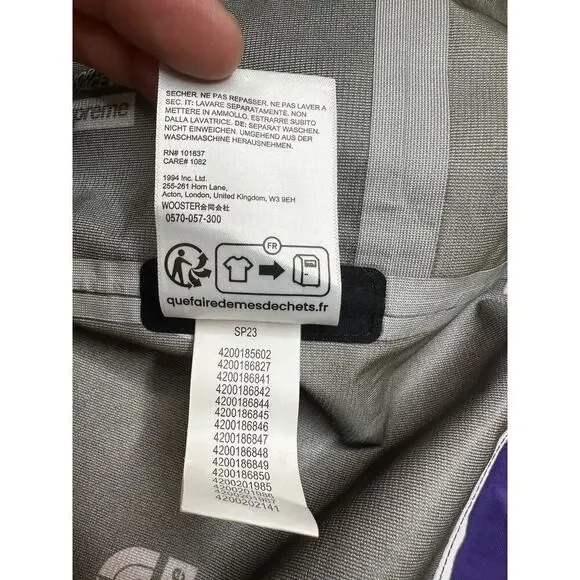 preme
SECHER. NE PAS REPASSER. NE PAS LAVER A
SEC. IT: LAVARE SEPARATAMENTE. NON
METTERE IN AMMOLLO, ESTRARRE SUBITO
DALLA LAVATRICE. DE: SEPARAT WASCHEN.
NICHT EINWEICHEN. UMGEHEND AUS DER
WASCHMASCHINE HERAUSNEHMEN.
RN# 101837
CARE# 1082
1994 Inc. Ltd.
255-261 Horn Lane,
Acton, London, United Kingdom, W3 9EH
WOOSTER合同会社
0570-057-300
FR
quefairedemesdechets.fr
SP23
4200185602
4200186827
4200186841
4200186842
4200186844
4200186845
4200186846
4200186847
4200186848
4200186849
4200186850
4200201985
4200201986
4200201987
4200202141